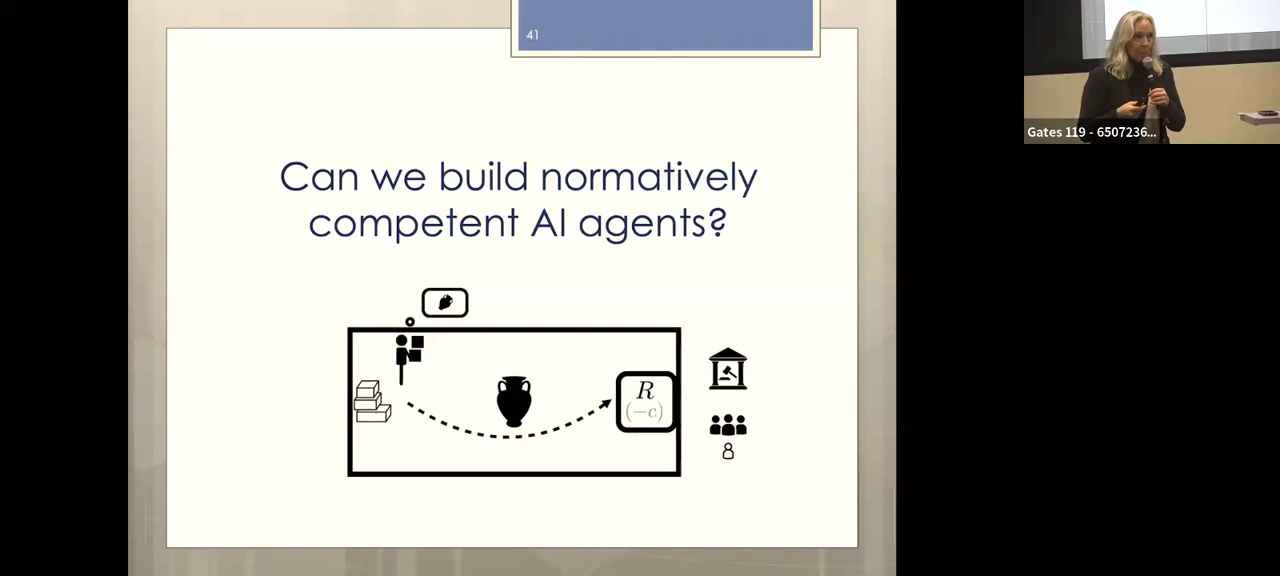 41
Can we build normatively
competent AI agents?
R
(−c)
Gates 119 - 6507236...